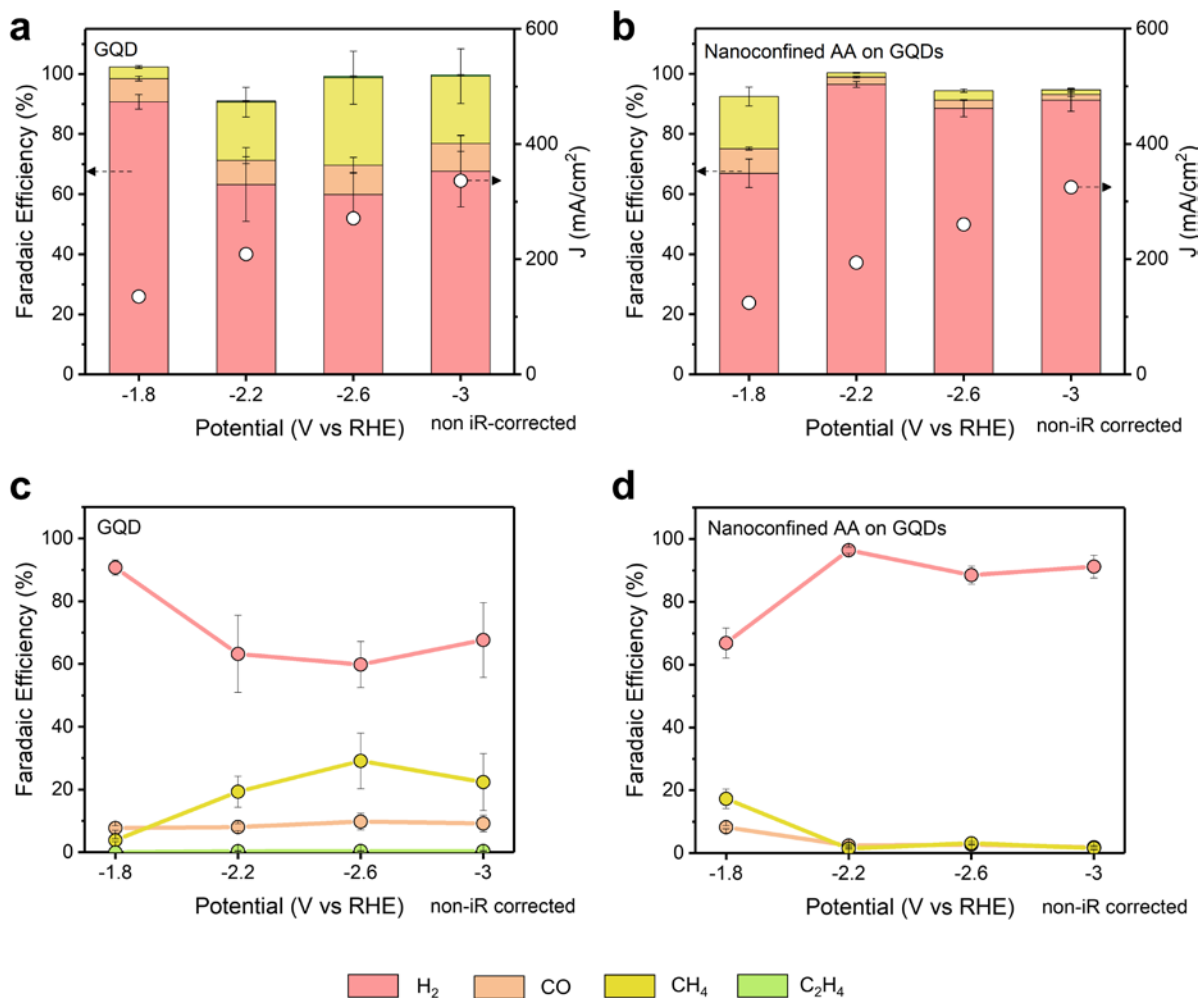 a
GQD
Faradaic Efficiency (%)
100
80
60
40
20
0
600
400
200
0
J (mA/cm²)
-1.8
-2.2
-2.6
-3
Potential (V vs RHE)
non iR-corrected
b
Nanoconfined AA on GQDs
Faradiac Efficiency (%)
100
80
60
40
20
0
600
400
200
0
J (mA/cm²)
-1.8
-2.2
-2.6
-3
Potential (V vs RHE)
non-iR corrected
c
GQD
Faradaic Efficiency (%)
100
80
60
40
20
0
-1.8
-2.2
-2.6
-3
Potential (V vs RHE)
non-iR corrected
d
Nanoconfined AA on GQDs
Faradaic Efficiency (%)
100
80
60
40
20
0
-1.8
-2.2
-2.6
-3
Potential (V vs RHE)
non-iR corrected
H₂ CO CH₄ C₂H₄